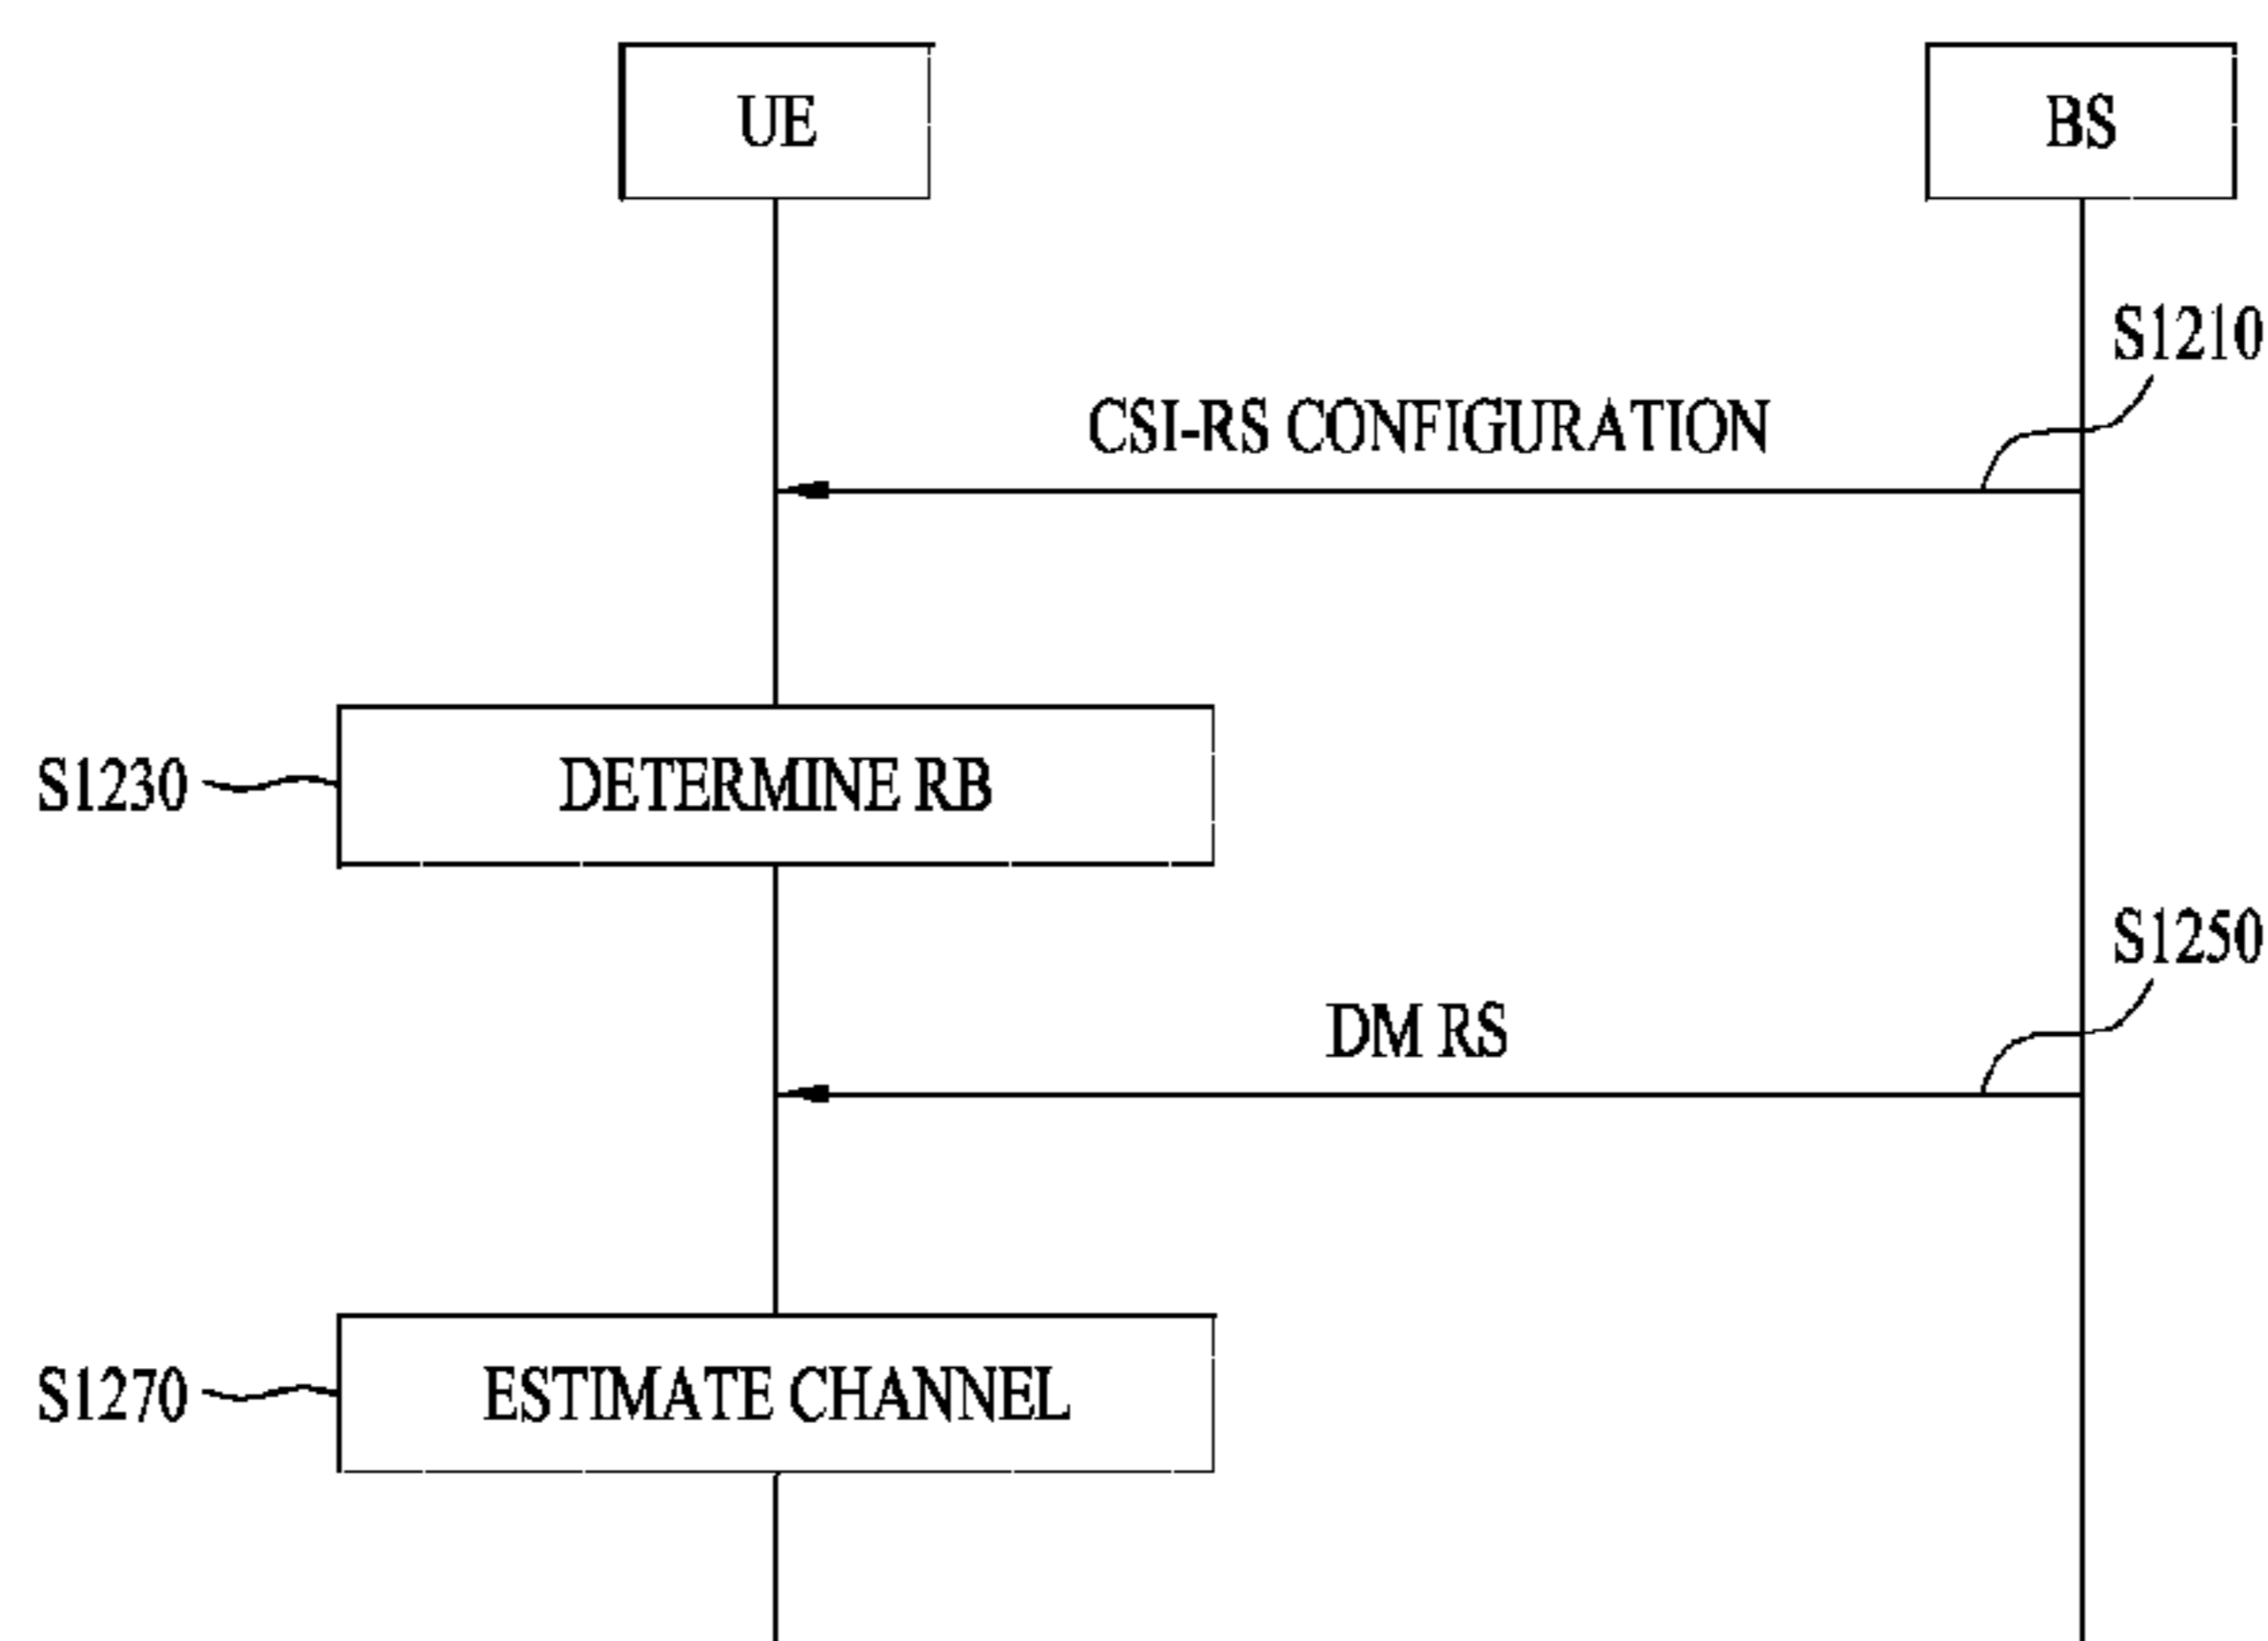 UE
BS
S1210
CSI-RS CONFIGURATION
S1230
DETERMINE RB
S1250
DM RS
S1270
ESTIMATE CHANNEL